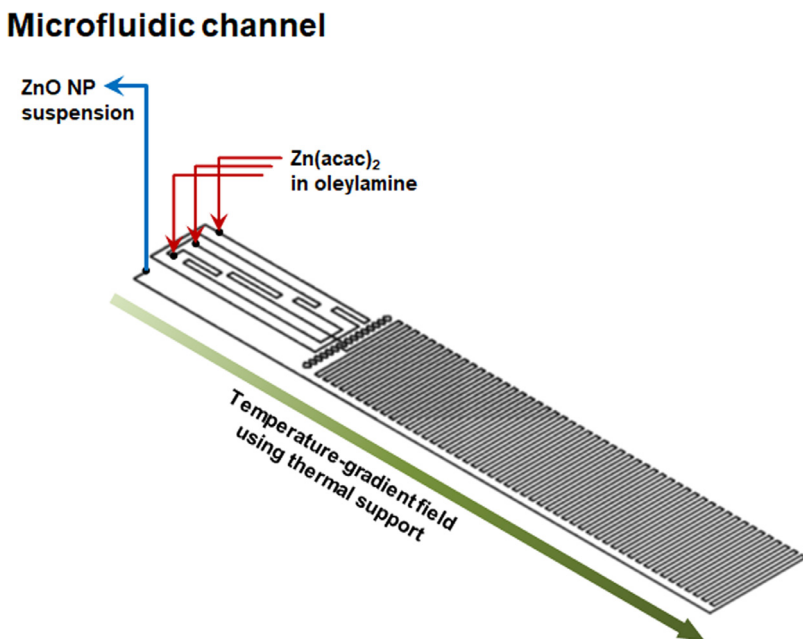 Microfluidic channel
ZnO NP
suspension
Zn(acac)₂
in oleylamine
Temperature-gradient field
using thermal support